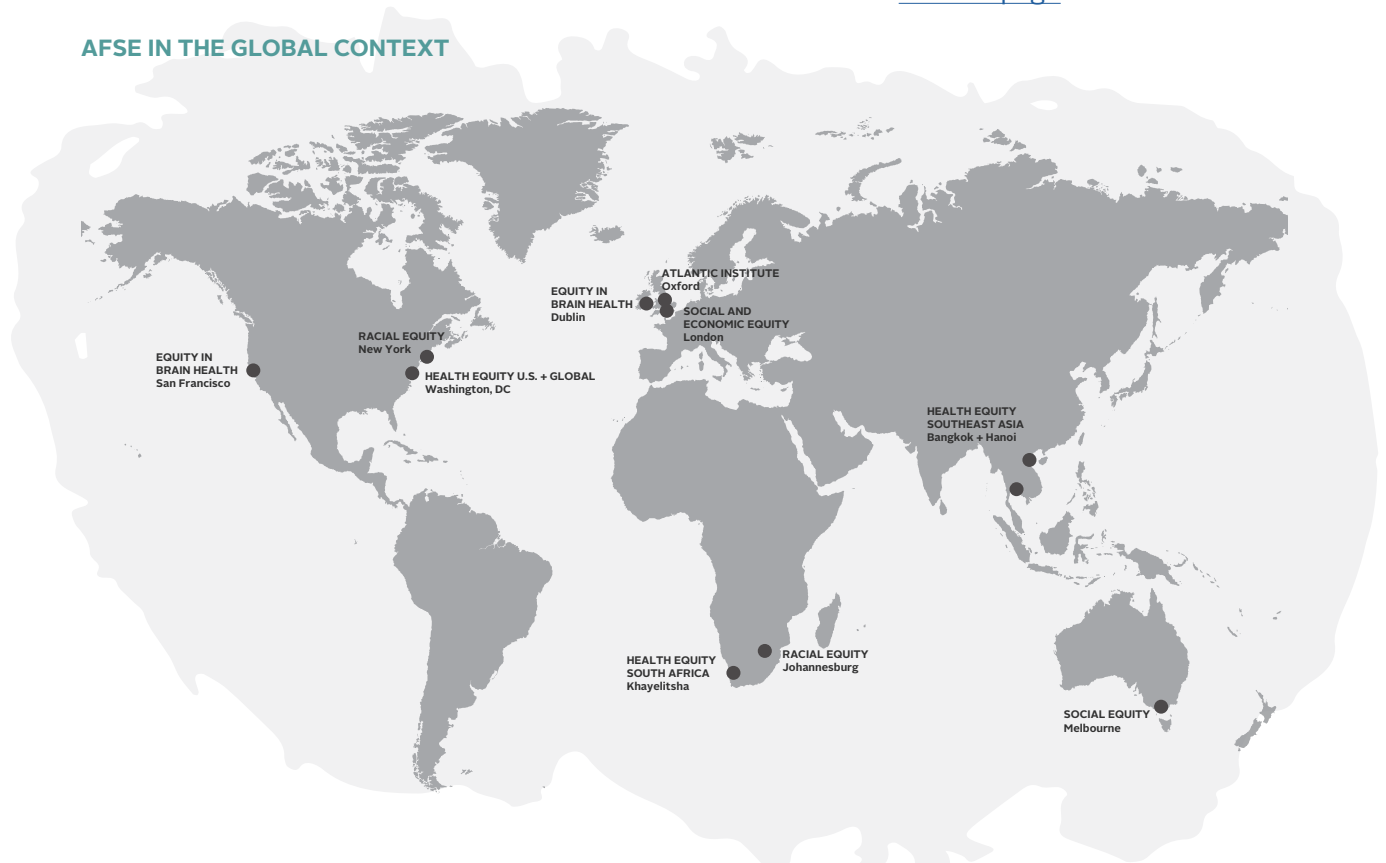 AFSE IN THE GLOBAL CONTEXT
ATLANTIC INSTITUTE
Oxford
EQUITY IN
BRAIN HEALTH
Dublin
SOCIAL AND
ECONOMIC EQUITY
London
RACIAL EQUITY
New York
EQUITY IN
BRAIN HEALTH
San Francisco
HEALTH EQUITY U.S. + GLOBAL
Washington, DC
HEALTH EQUITY
SOUTHEAST ASIA
Bangkok + Hanoi
HEALTH EQUITY
SOUTH AFRICA
Khayelitsha
RACIAL EQUITY
Johannesburg
SOCIAL EQUITY
Melbourne